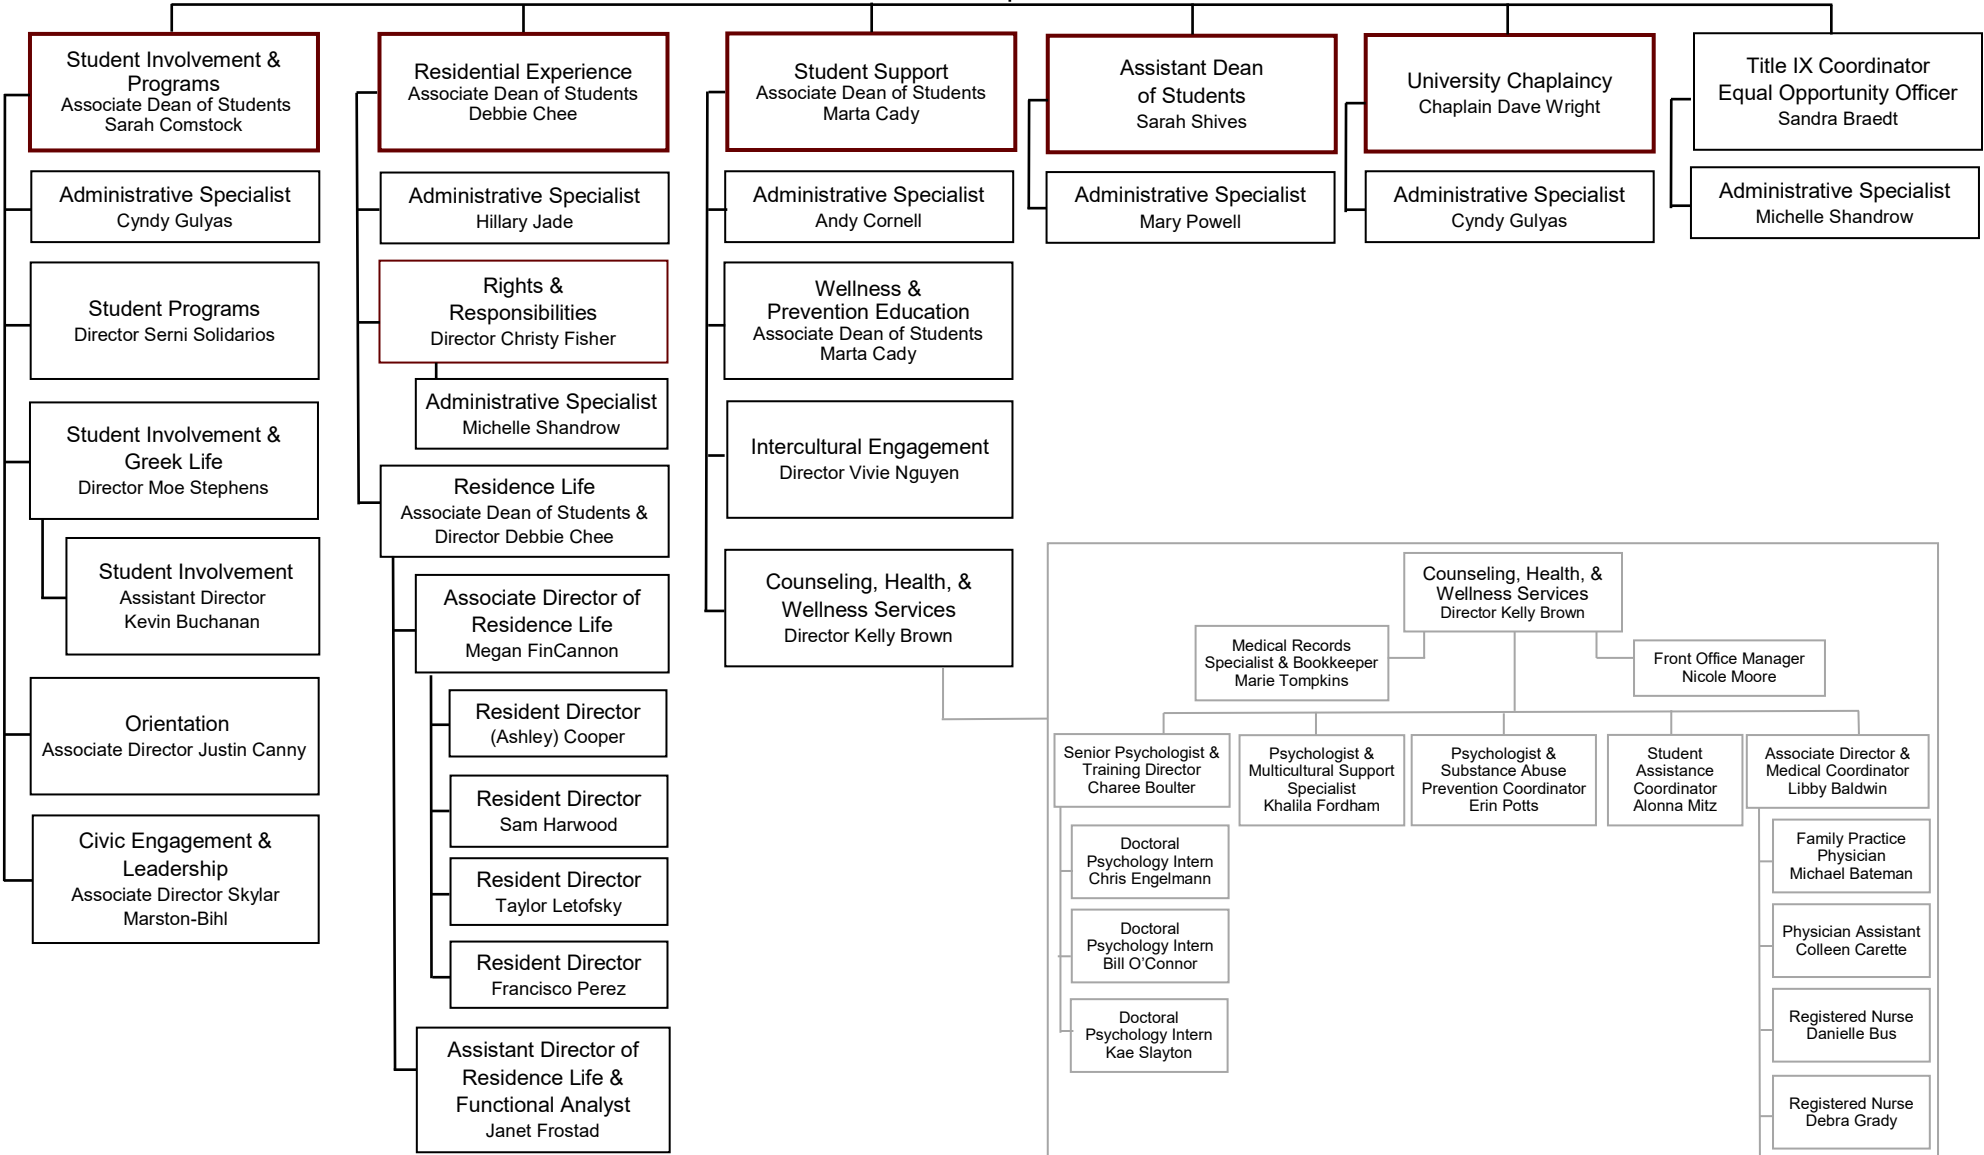 Student Involvement &
Programs
Associate Dean of Students
Sarah Comstock
Administrative Specialist
Cyndy Gulyas
Student Programs
Director Serni Solidarios
Student Involvement &
Greek Life
Director Moe Stephens
Student Involvement
Assistant Director
Kevin Buchanan
Orientation
Associate Director Justin Canny
Civic Engagement &
Leadership
Associate Director Skylar
Marston-Bihl
Residential Experience
Associate Dean of Students
Debbie Chee
Administrative Specialist
Hillary Jade
Rights &
Responsibilities
Director Christy Fisher
Administrative Specialist
Michelle Shandrow
Residence Life
Associate Dean of Students &
Director Debbie Chee
Associate Director of
Residence Life
Megan FinCannon
Resident Director
(Ashley) Cooper
Resident Director
Sam Harwood
Resident Director
Taylor Letofsky
Resident Director
Francisco Perez
Assistant Director of
Residence Life &
Functional Analyst
Janet Frostad
Student Support
Associate Dean of Students
Marta Cady
Administrative Specialist
Andy Cornell
Wellness &
Prevention Education
Associate Dean of Students
Marta Cady
Intercultural Engagement
Director Vivie Nguyen
Counseling, Health, &
Wellness Services
Director Kelly Brown
Assistant Dean
of Students
Sarah Shives
Administrative Specialist
Mary Powell
University Chaplaincy
Chaplain Dave Wright
Administrative Specialist
Cyndy Gulyas
Title IX Coordinator
Equal Opportunity Officer
Sandra Braedt
Administrative Specialist
Michelle Shandrow
Counseling, Health, &
Wellness Services
Director Kelly Brown
Medical Records
Specialist & Bookkeeper
Marie Tompkins
Front Office Manager
Nicole Moore
Senior Psychologist &
Training Director
Charee Boulter
Doctoral
Psychology Intern
Chris Engelmann
Doctoral
Psychology Intern
Bill O’Connor
Doctoral
Psychology Intern
Kae Slayton
Psychologist &
Multicultural Support
Specialist
Khalila Fordham
Psychologist &
Substance Abuse
Prevention Coordinator
Erin Potts
Student
Assistance
Coordinator
Alonna Mitz
Associate Director &
Medical Coordinator
Libby Baldwin
Family Practice
Physician
Michael Bateman
Physician Assistant
Colleen Carette
Registered Nurse
Danielle Bus
Registered Nurse
Debra Grady